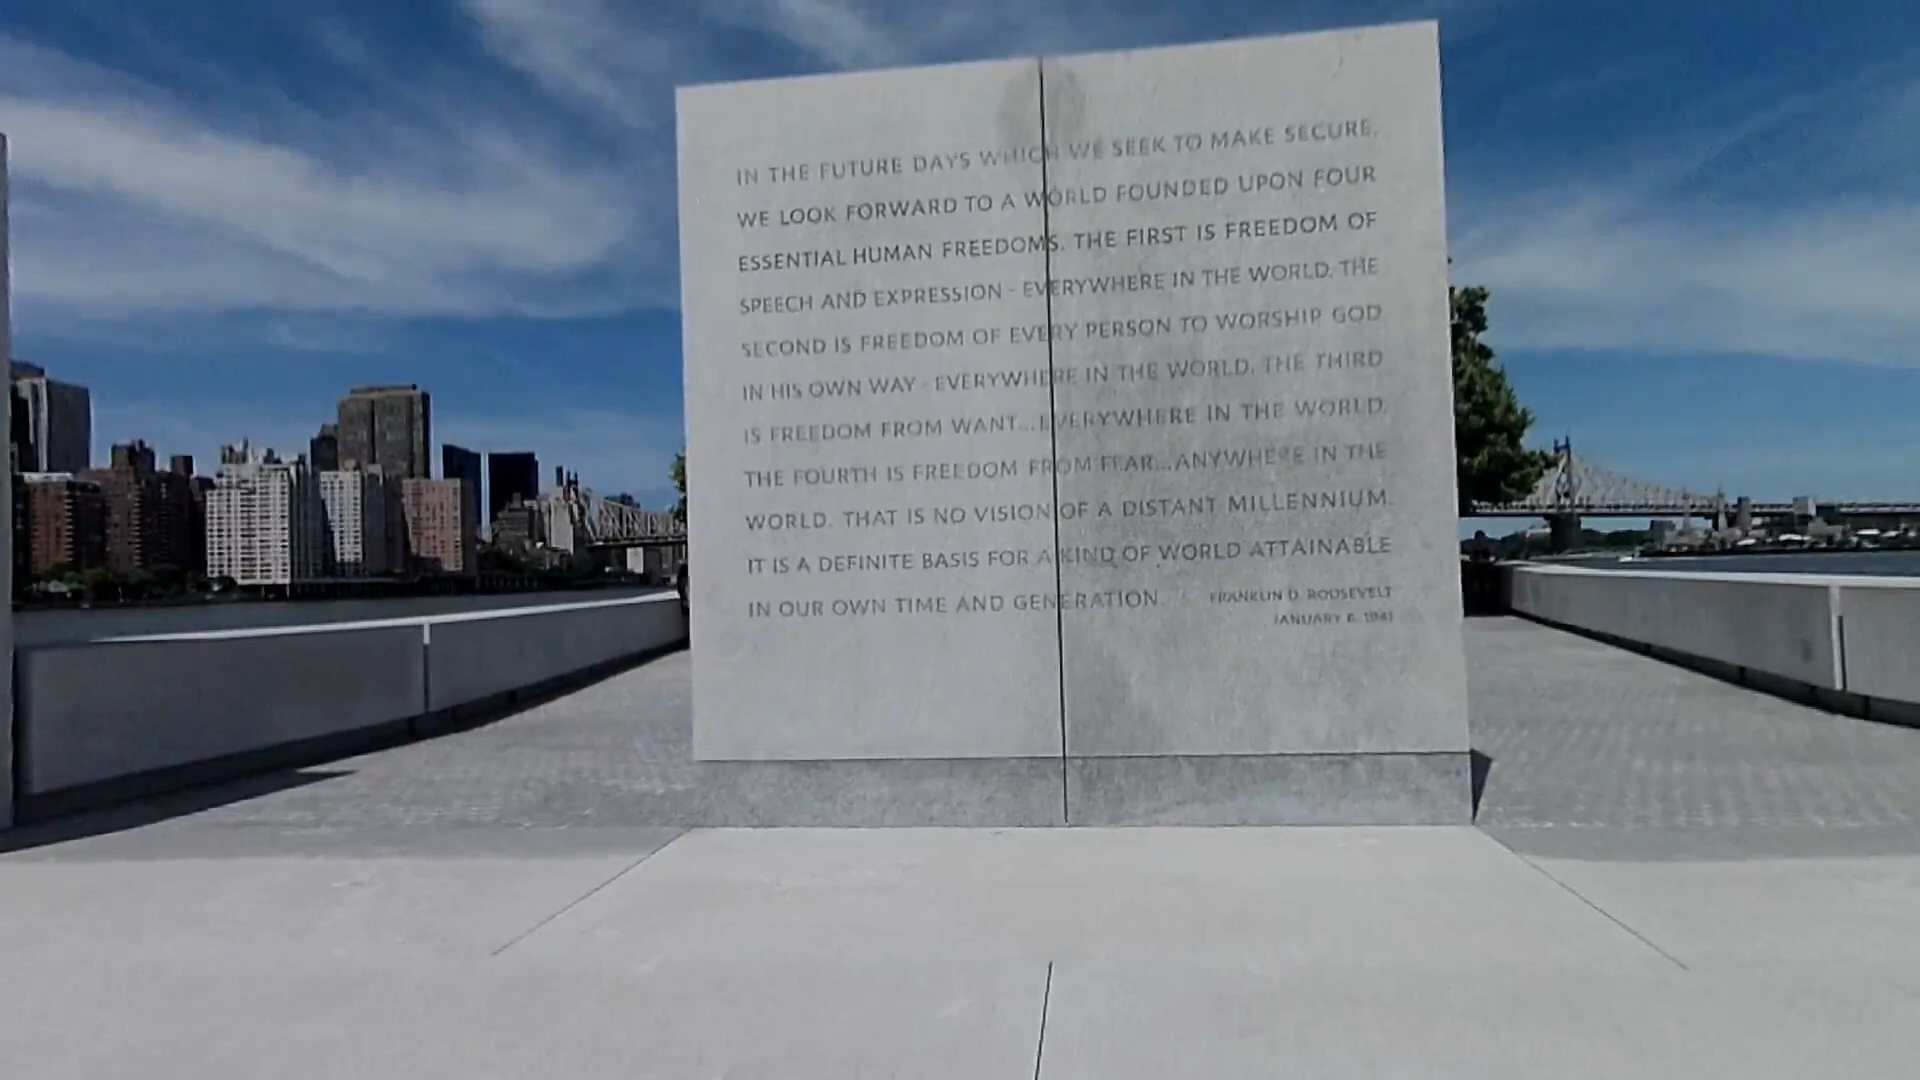 IN THE FUTURE DAYS WHICH WE SEEK TO MAKE SECURE,
WE LOOK FORWARD TO A WORLD FOUNDED UPON FOUR
ESSENTIAL HUMAN FREEDOMS. THE FIRST IS FREEDOM OF
SPEECH AND EXPRESSION - EVERYWHERE IN THE WORLD. THE
SECOND IS FREEDOM OF EVERY PERSON TO WORSHIP GOD
IN HIS OWN WAY - EVERYWHERE IN THE WORLD. THE THIRD
IS FREEDOM FROM WANT...EVERYWHERE IN THE WORLD.
THE FOURTH IS FREEDOM FROM FEAR...ANYWHERE IN THE
WORLD. THAT IS NO VISION OF A DISTANT MILLENNIUM.
IT IS A DEFINITE BASIS FOR A KIND OF WORLD ATTAINABLE
IN OUR OWN TIME AND GENERATION.
FRANKLIN D. ROOSEVELT
JANUARY 6, 1941